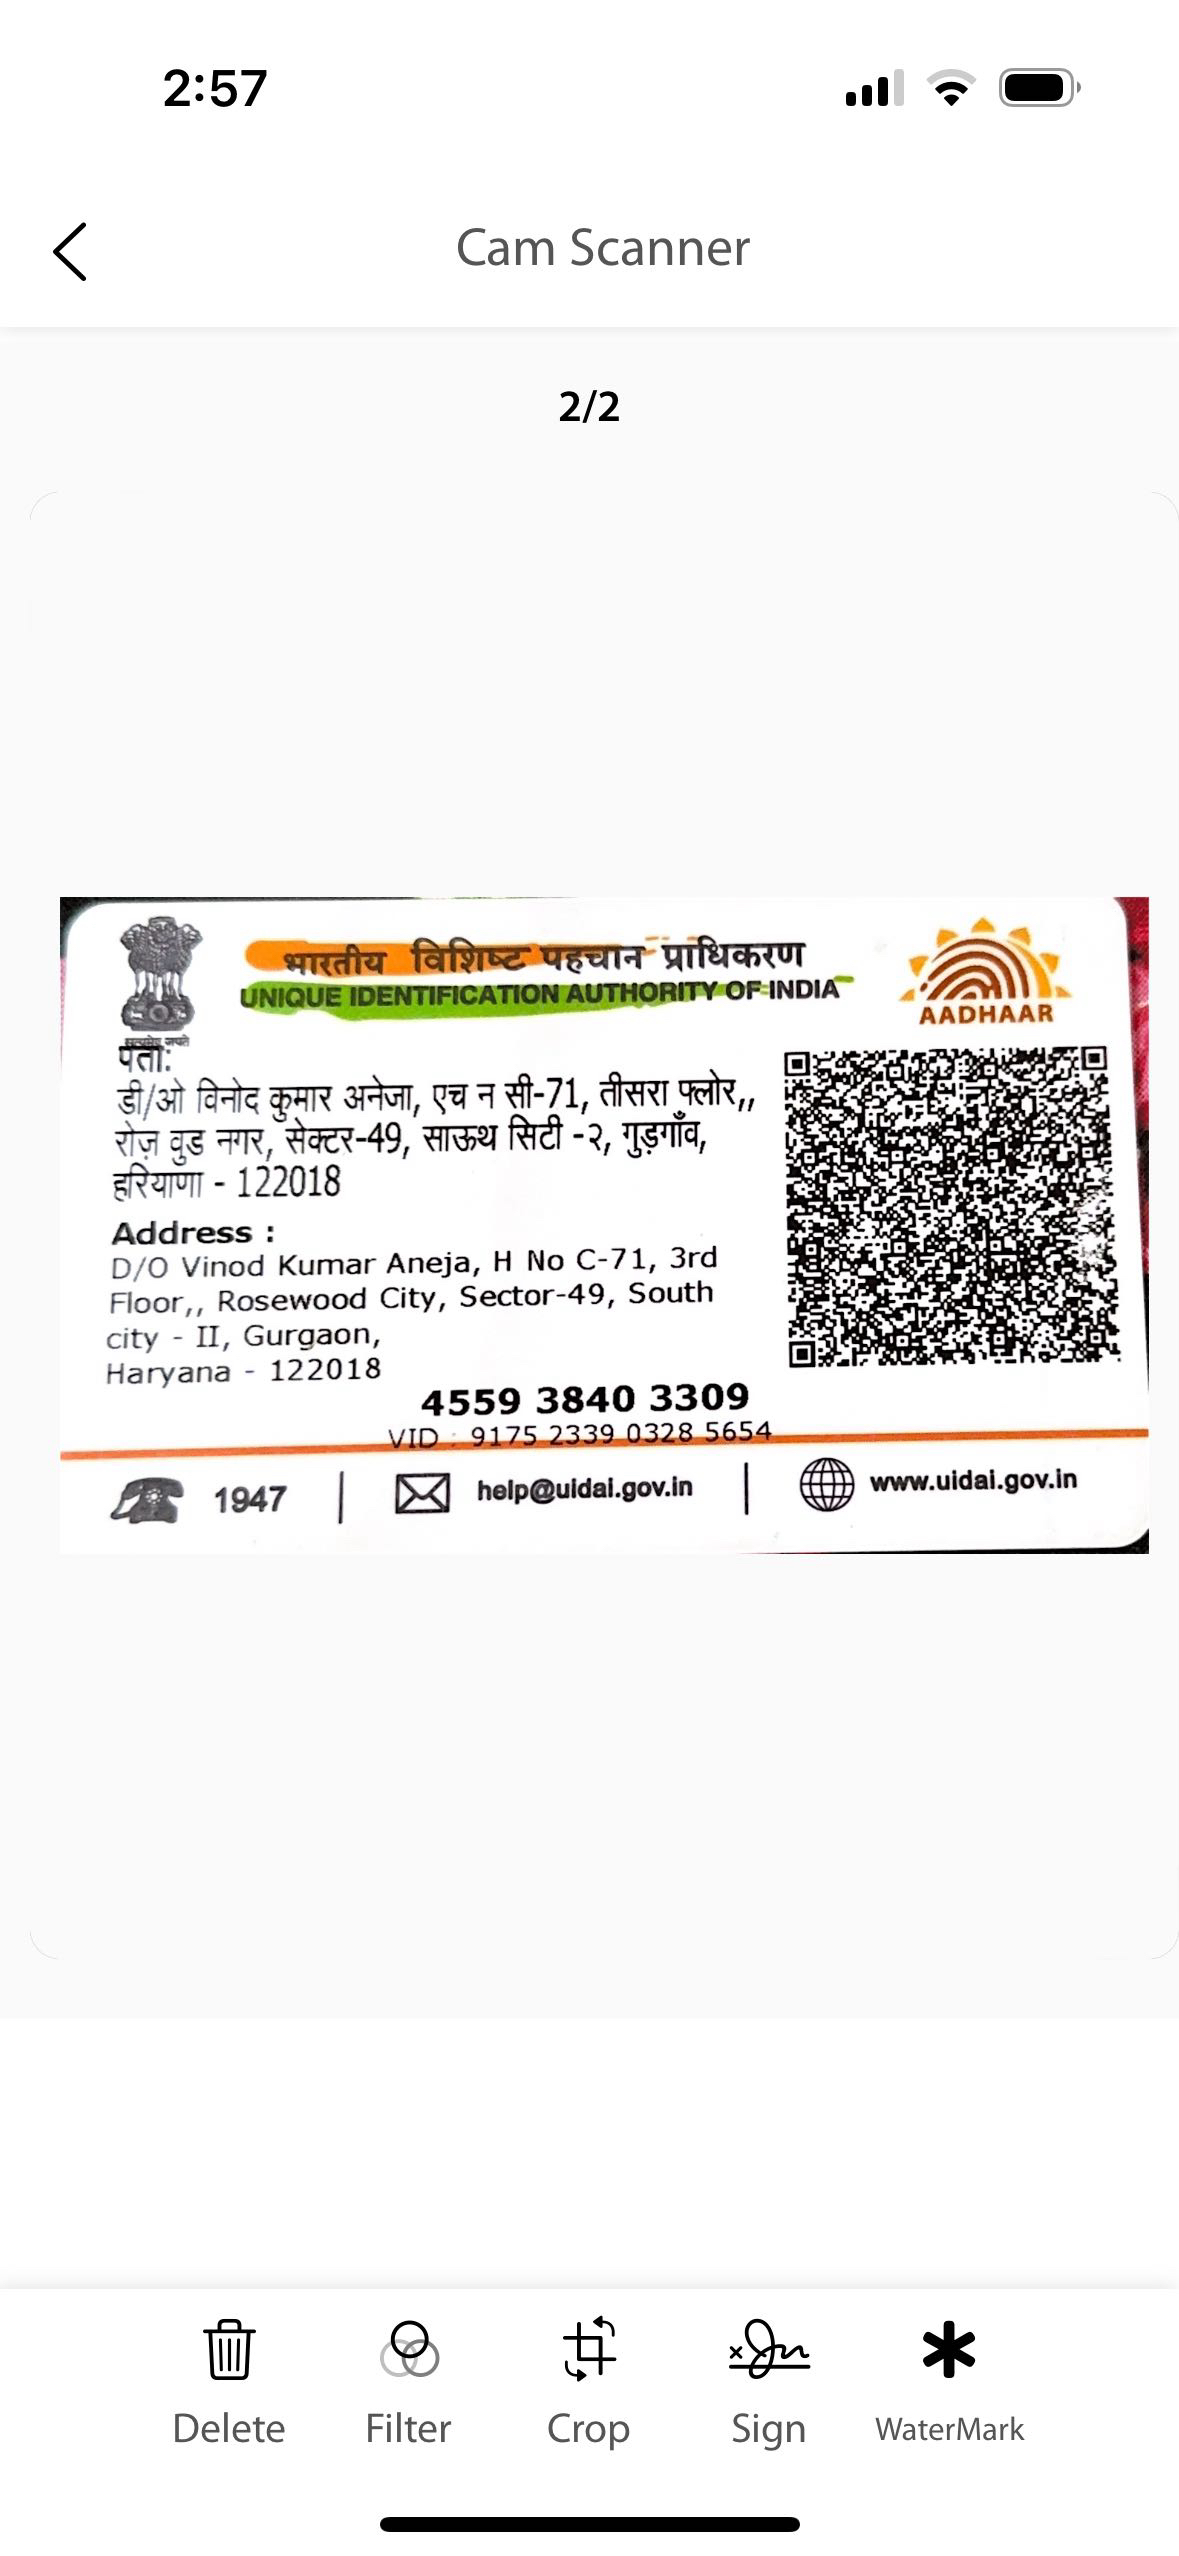 2:57
Cam Scanner
2/2
भारतीय विशिष्ट पहचान प्राधिकरण
UNIQUE IDENTIFICATION AUTHORITY OF INDIA
AADHAAR
सत्यमेव जयते
पता:
डी/ओ विनोद कुमार अनेजा, एच न सी-71, तीसरा फ्लोर,,
रोज़ वुड नगर, सेक्टर-49, साऊथ सिटी -२, गुड़गाँव,
हरियाणा - 122018
Address :
D/O Vinod Kumar Aneja, H No C-71, 3rd
Floor,, Rosewood City, Sector-49, South
city - II, Gurgaon,
Haryana - 122018
4559 3840 3309
VID : 9175 2339 0328 5654
1947 | help@uidai.gov.in | www.uidai.gov.in
Delete Filter Crop Sign WaterMark